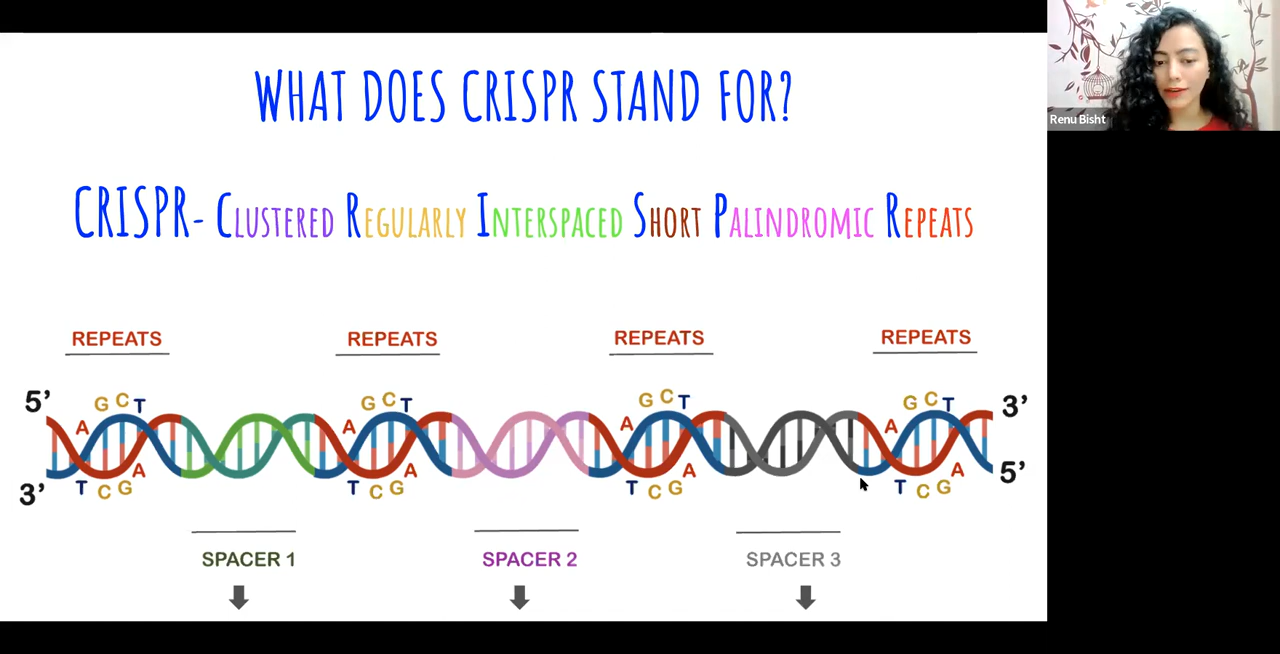 WHAT DOES CRISPR STAND FOR?
Renu Bisht
CRISPR- CLUSTERED REGULARLY INTERSPACED SHORT PALINDROMIC REPEATS
REPEATS REPEATS REPEATS REPEATS
5’ A G C T A G C T A G C T A G C T 3’
3’ T C G A T C G A T C G A T C G A 5’
SPACER 1 SPACER 2 SPACER 3